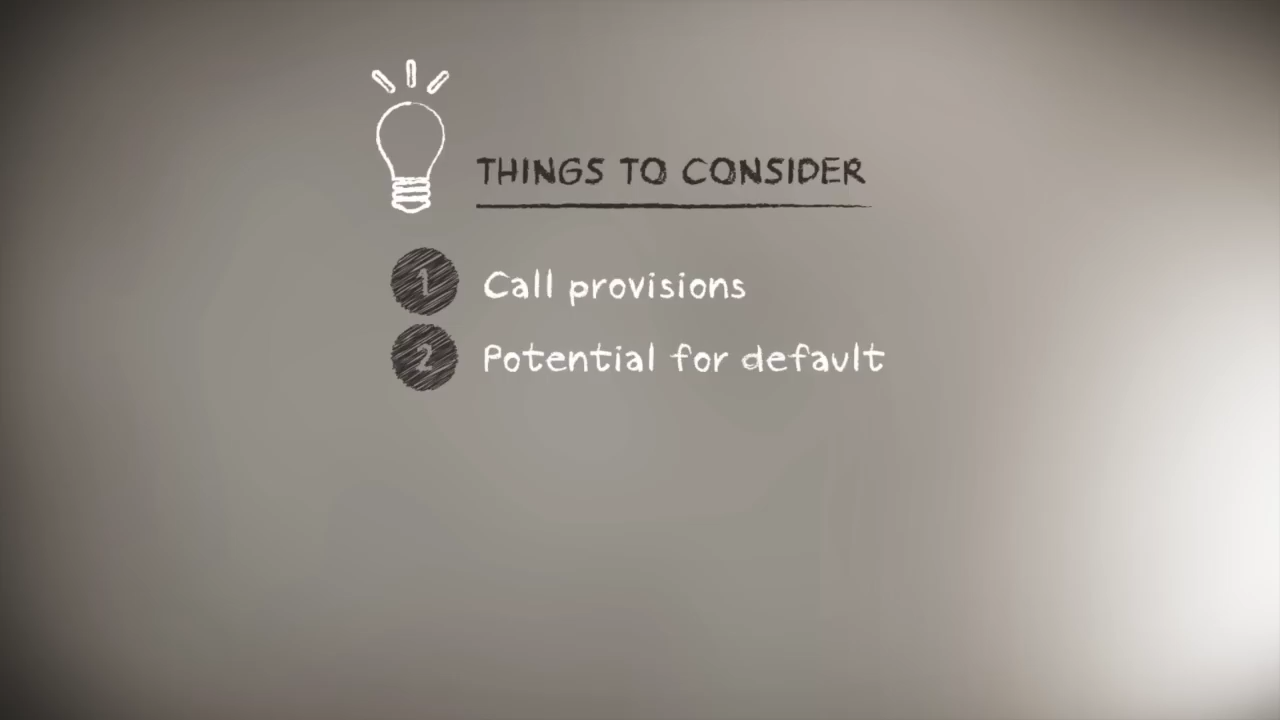 THINGS TO CONSIDER
1 Call provisions
2 Potential for default